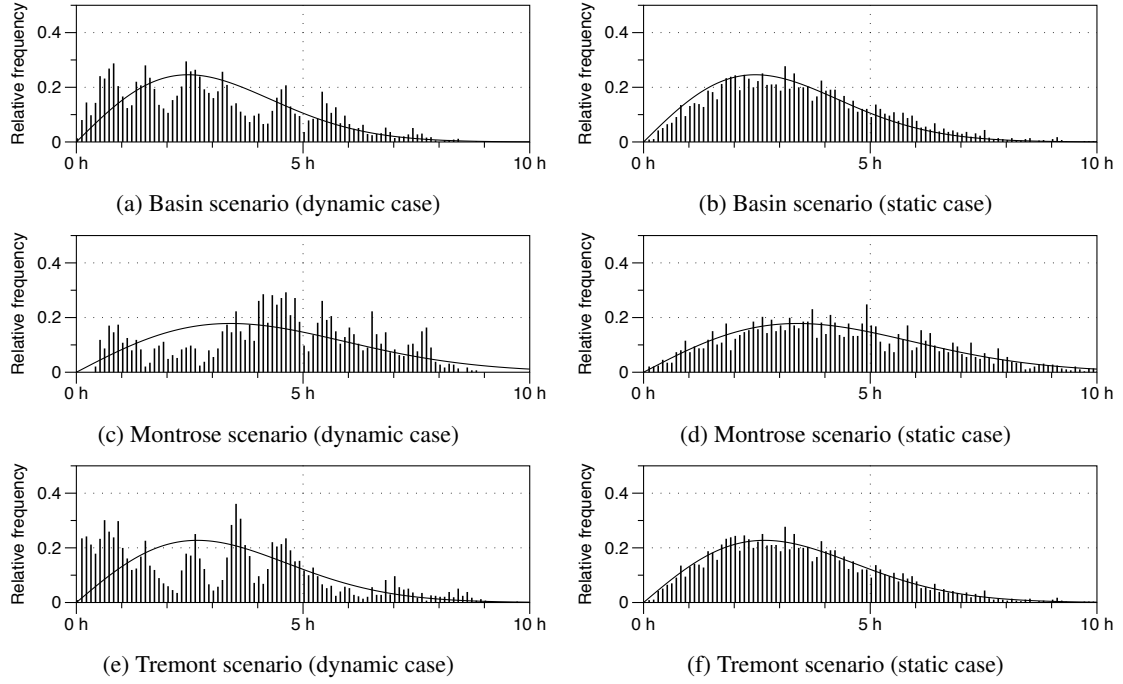 Relative frequency
0.4
0.2
0
0 h 5 h 10 h
(a) Basin scenario (dynamic case)
Relative frequency
0.4
0.2
0
0 h 5 h 10 h
(b) Basin scenario (static case)
Relative frequency
0.4
0.2
0
0 h 5 h 10 h
(c) Montrose scenario (dynamic case)
Relative frequency
0.4
0.2
0
0 h 5 h 10 h
(d) Montrose scenario (static case)
Relative frequency
0.4
0.2
0
0 h 5 h 10 h
(e) Tremont scenario (dynamic case)
Relative frequency
0.4
0.2
0
0 h 5 h 10 h
(f) Tremont scenario (static case)